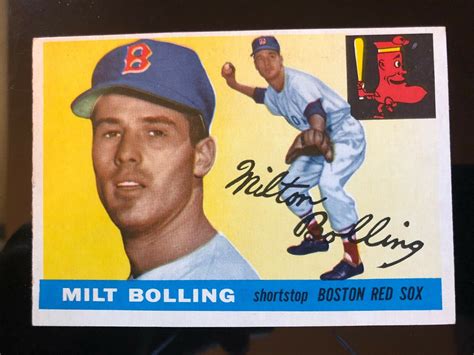 B
Milton
Bolling
MILT BOLLING shortstop BOSTON RED SOX